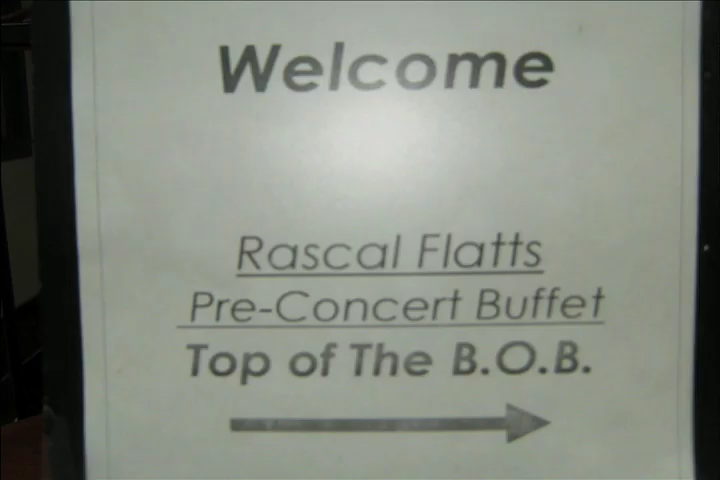 Welcome
Rascal Flatts
Pre-Concert Buffet
Top of The B.O.B.